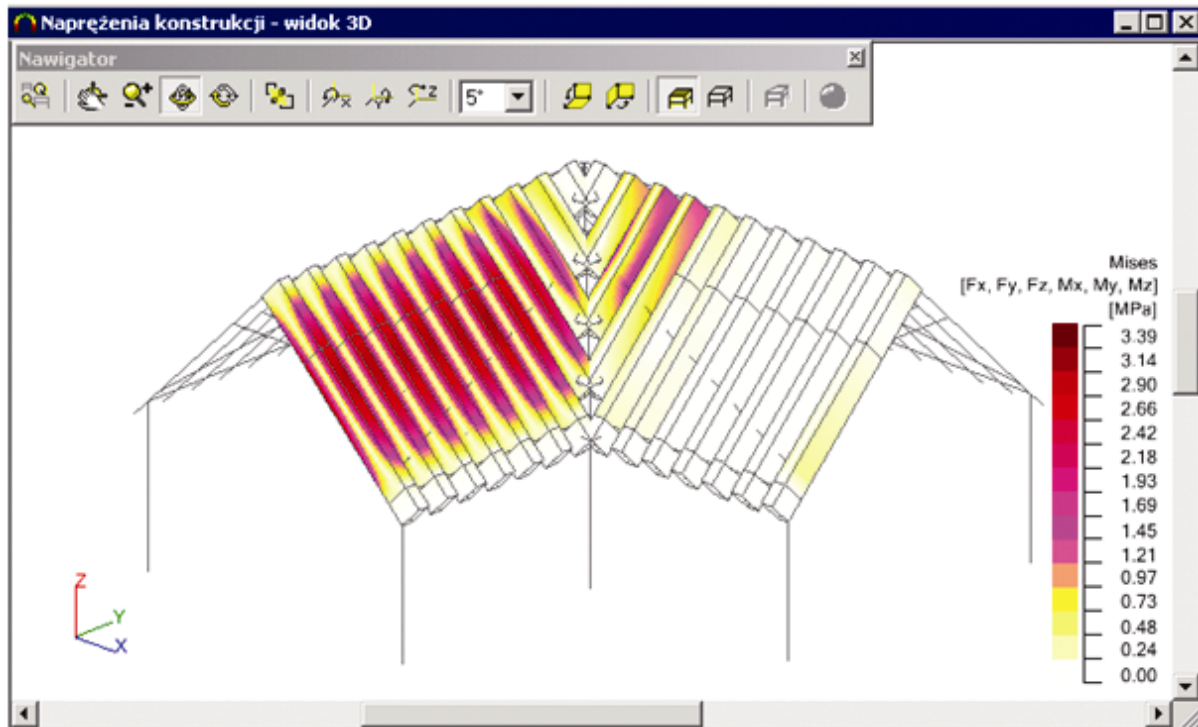 Naprężenia konstrukcji - widok 3D
Nawigator
x
z
5°
Mises
[Fx, Fy, Fz, Mx, My, Mz]
[MPa]
3.39
3.14
2.90
2.66
2.42
2.18
1.93
1.69
1.45
1.21
0.97
0.73
0.48
0.24
0.00
Z
Y
X